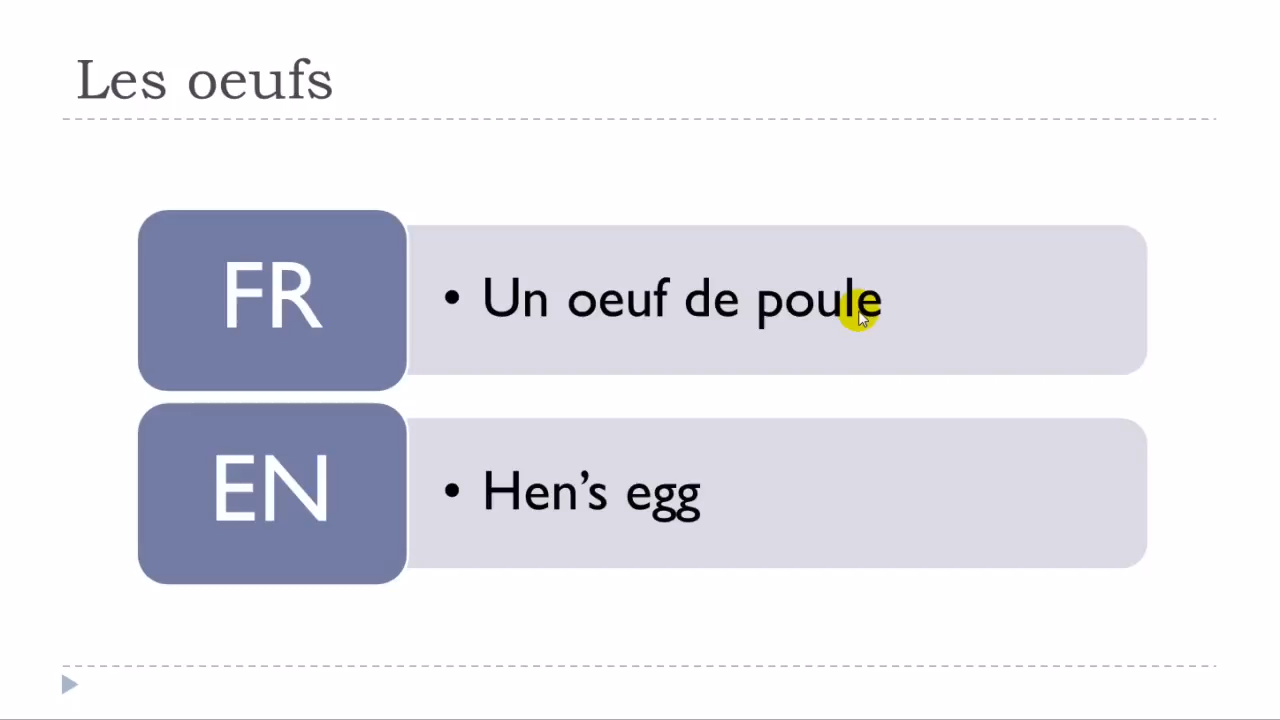 Les oeufs
FR
• Un oeuf de poule
EN
• Hen’s egg